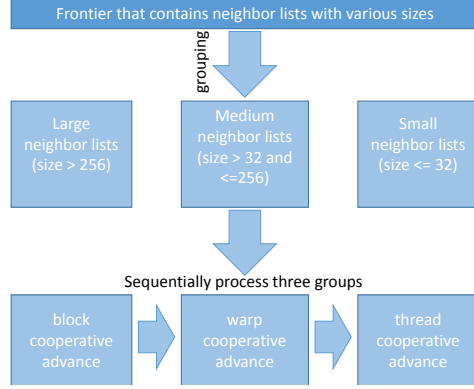 Frontier that contains neighbor lists with various sizes
grouping
Large
neighbor lists
(size > 256)
Medium
neighbor lists
(size > 32 and
<=256)
Small
neighbor lists
(size <= 32)
Sequentially process three groups
block
cooperative
advance
warp
cooperative
advance
thread
cooperative
advance